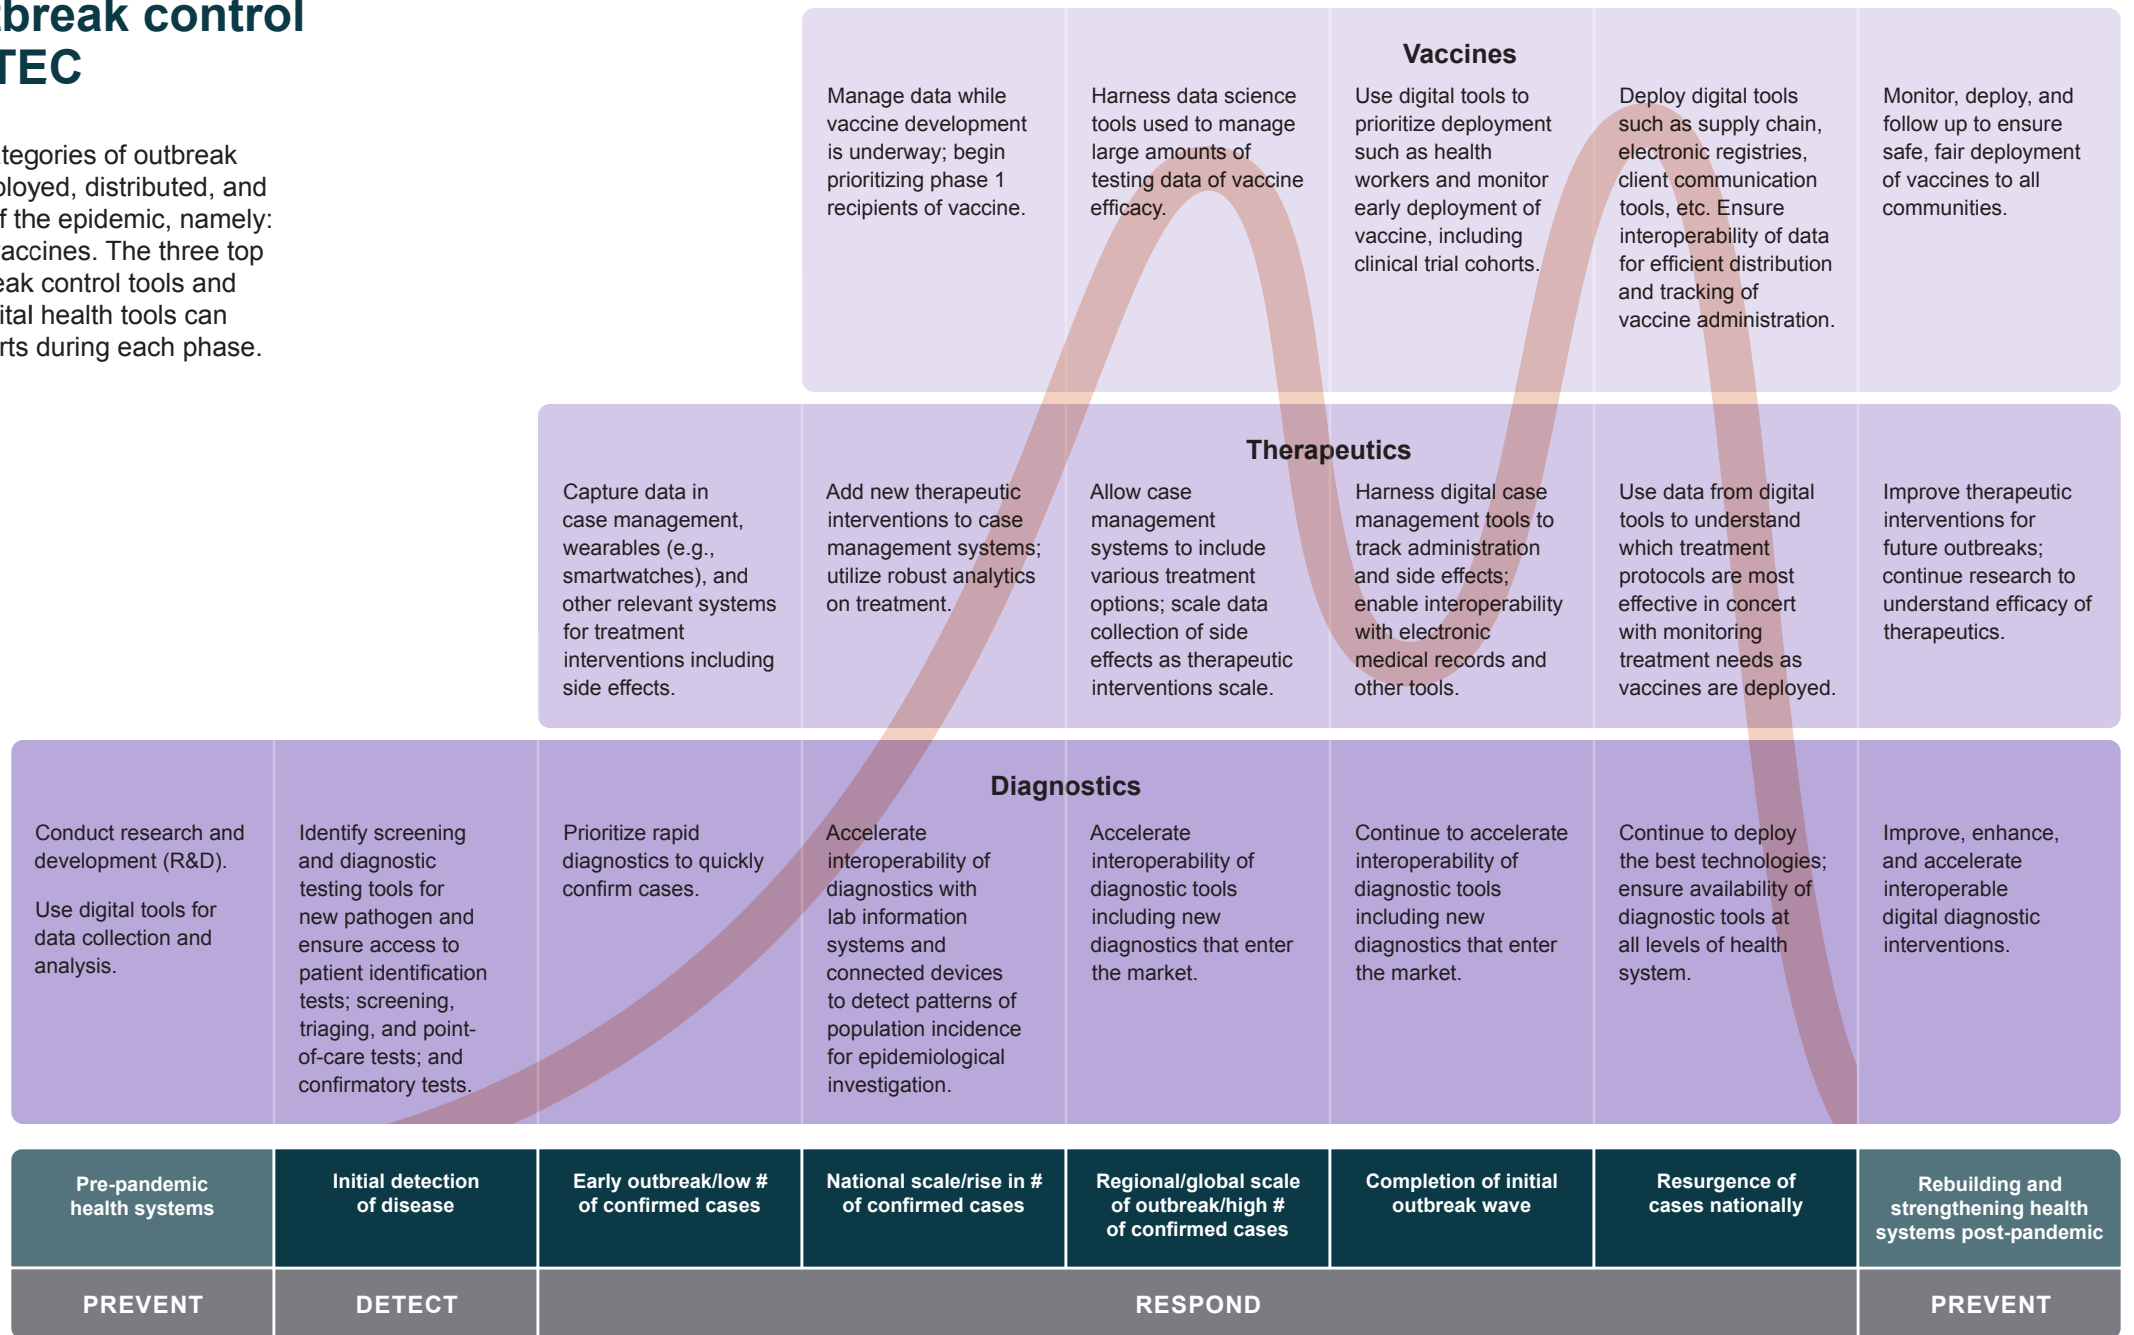 tbreak control
TEC
tegories of outbreak
ployed, distributed, and
f the epidemic, namely:
vaccines. The three top
eak control tools and
ital health tools can
rts during each phase.
Vaccines
Manage data while
vaccine development
is underway; begin
prioritizing phase 1
recipients of vaccine.
Harness data science
tools used to manage
large amounts of
testing data of vaccine
efficacy.
Use digital tools to
prioritize deployment
such as health
workers and monitor
early deployment of
vaccine, including
clinical trial cohorts.
Deploy digital tools
such as supply chain,
electronic registries,
client communication
tools, etc. Ensure
interoperability of data
for efficient distribution
and tracking of
vaccine administration.
Monitor, deploy, and
follow up to ensure
safe, fair deployment
of vaccines to all
communities.
Therapeutics
Capture data in
case management,
wearables (e.g.,
smartwatches), and
other relevant systems
for treatment
interventions including
side effects.
Add new therapeutic
interventions to case
management systems;
utilize robust analytics
on treatment.
Allow case
management
systems to include
various treatment
options; scale data
collection of side
effects as therapeutic
interventions scale.
Harness digital case
management tools to
track administration
and side effects;
enable interoperability
with electronic
medical records and
other tools.
Use data from digital
tools to understand
which treatment
protocols are most
effective in concert
with monitoring
treatment needs as
vaccines are deployed.
Improve therapeutic
interventions for
future outbreaks;
continue research to
understand efficacy of
therapeutics.
Diagnostics
Conduct research and
development (R&D).
Use digital tools for
data collection and
analysis.
Identify screening
and diagnostic
testing tools for
new pathogen and
ensure access to
patient identification
tests; screening,
triaging, and point-
of-care tests; and
confirmatory tests.
Prioritize rapid
diagnostics to quickly
confirm cases.
Accelerate
interoperability of
diagnostics with
lab information
systems and
connected devices
to detect patterns of
population incidence
for epidemiological
investigation.
Accelerate
interoperability of
diagnostic tools
including new
diagnostics that enter
the market.
Continue to accelerate
interoperability of
diagnostic tools
including new
diagnostics that enter
the market.
Continue to deploy
the best technologies;
ensure availability of
diagnostic tools at
all levels of health
system.
Improve, enhance,
and accelerate
interoperable
digital diagnostic
interventions.
Pre-pandemic
health systems
Initial detection
of disease
Early outbreak/low #
of confirmed cases
National scale/rise in #
of confirmed cases
Regional/global scale
of outbreak/high #
of confirmed cases
Completion of initial
outbreak wave
Resurgence of
cases nationally
Rebuilding and
strengthening health
systems post-pandemic
PREVENT
DETECT
RESPOND
PREVENT